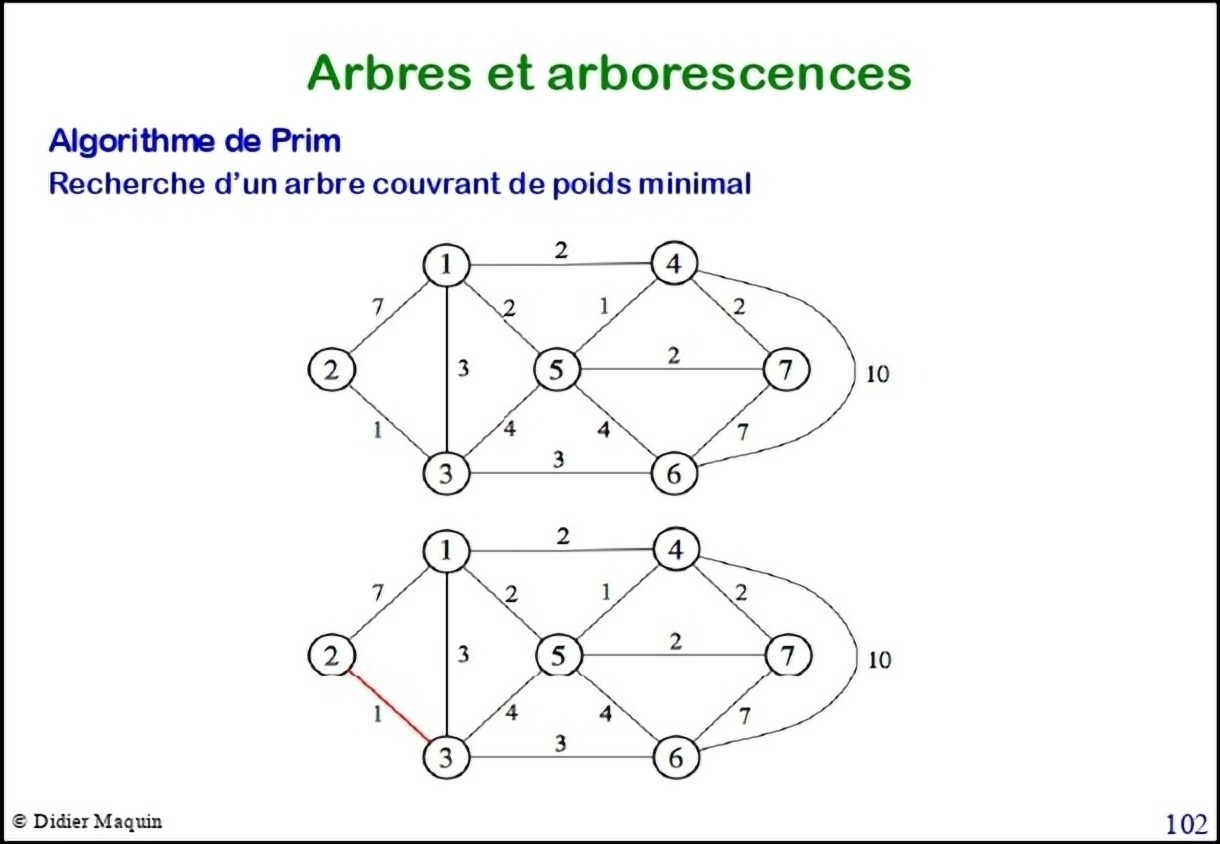 Arbres et arborescences
Algorithme de Prim
Recherche d'un arbre couvrant de poids minimal
2
1 4
7 2 1 2
2 3 5 2 7 10
1 4 4 7
3
3 6
2
1 4
7 2 1 2
2 3 5 2 7 10
1 4 4 7
3
3 6
© Didier Maquin
102